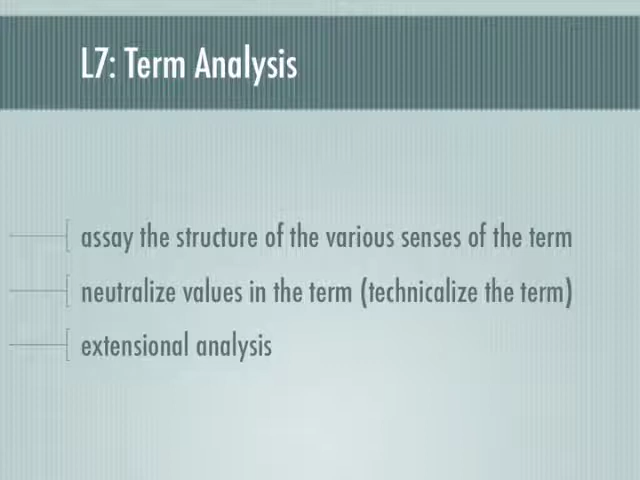 L7: Term Analysis
assay the structure of the various senses of the term
neutralize values in the term (technicalize the term)
extensional analysis